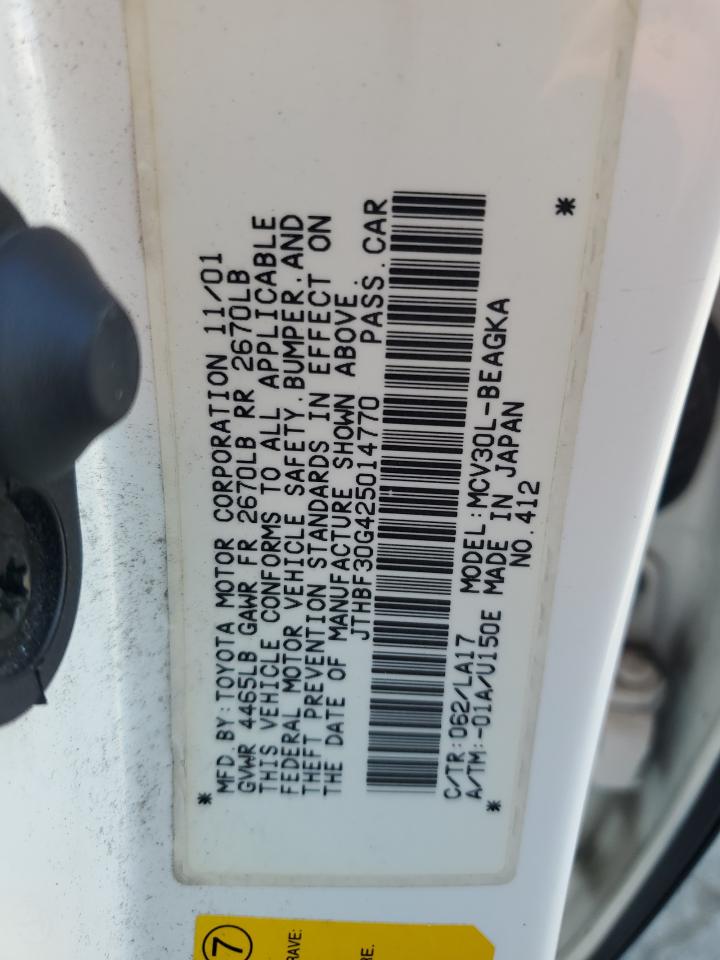 MFD.BY:TOYOTA MOTOR CORPORATION 11/01
GVWR 4465LB GAWR FR 2670LB RR 2670LB
THIS VEHICLE CONFORMS TO ALL APPLICABLE
FEDERAL MOTOR VEHICLE SAFETY.BUMPER.AND
THEFT PREVENTION STANDARDS IN EFFECT ON
THE DATE OF MANUFACTURE SHOWN ABOVE.
JTHBF30G425014770 PASS.CAR
C/TR:062/LA17 MODEL:MCV30L-BEAGKA
A/TM:-01A/U150E MADE IN JAPAN
NO.412
7
RAVE:
RE.